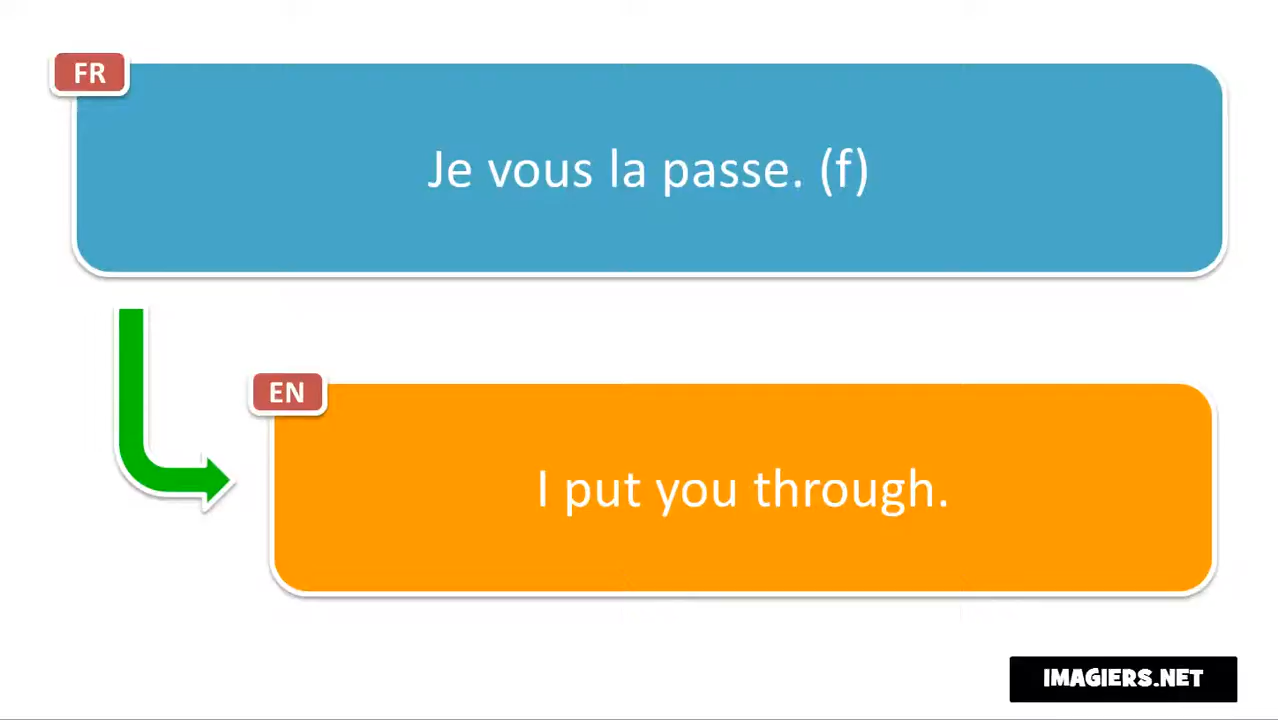 FR
Je vous la passe. (f)
EN
I put you through.
IMAGIERS.NET